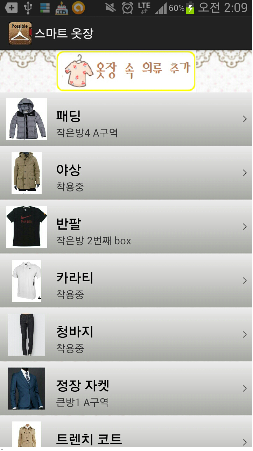 LTE
60%
오전 2:09
Possible
스마트 옷장
옷장 속 의류 추가
패딩
작은방4 A구역
야상
착용중
반팔
작은방 2번째 box
카라티
착용중
청바지
착용중
정장 자켓
큰방1 A구역
트렌치 코트